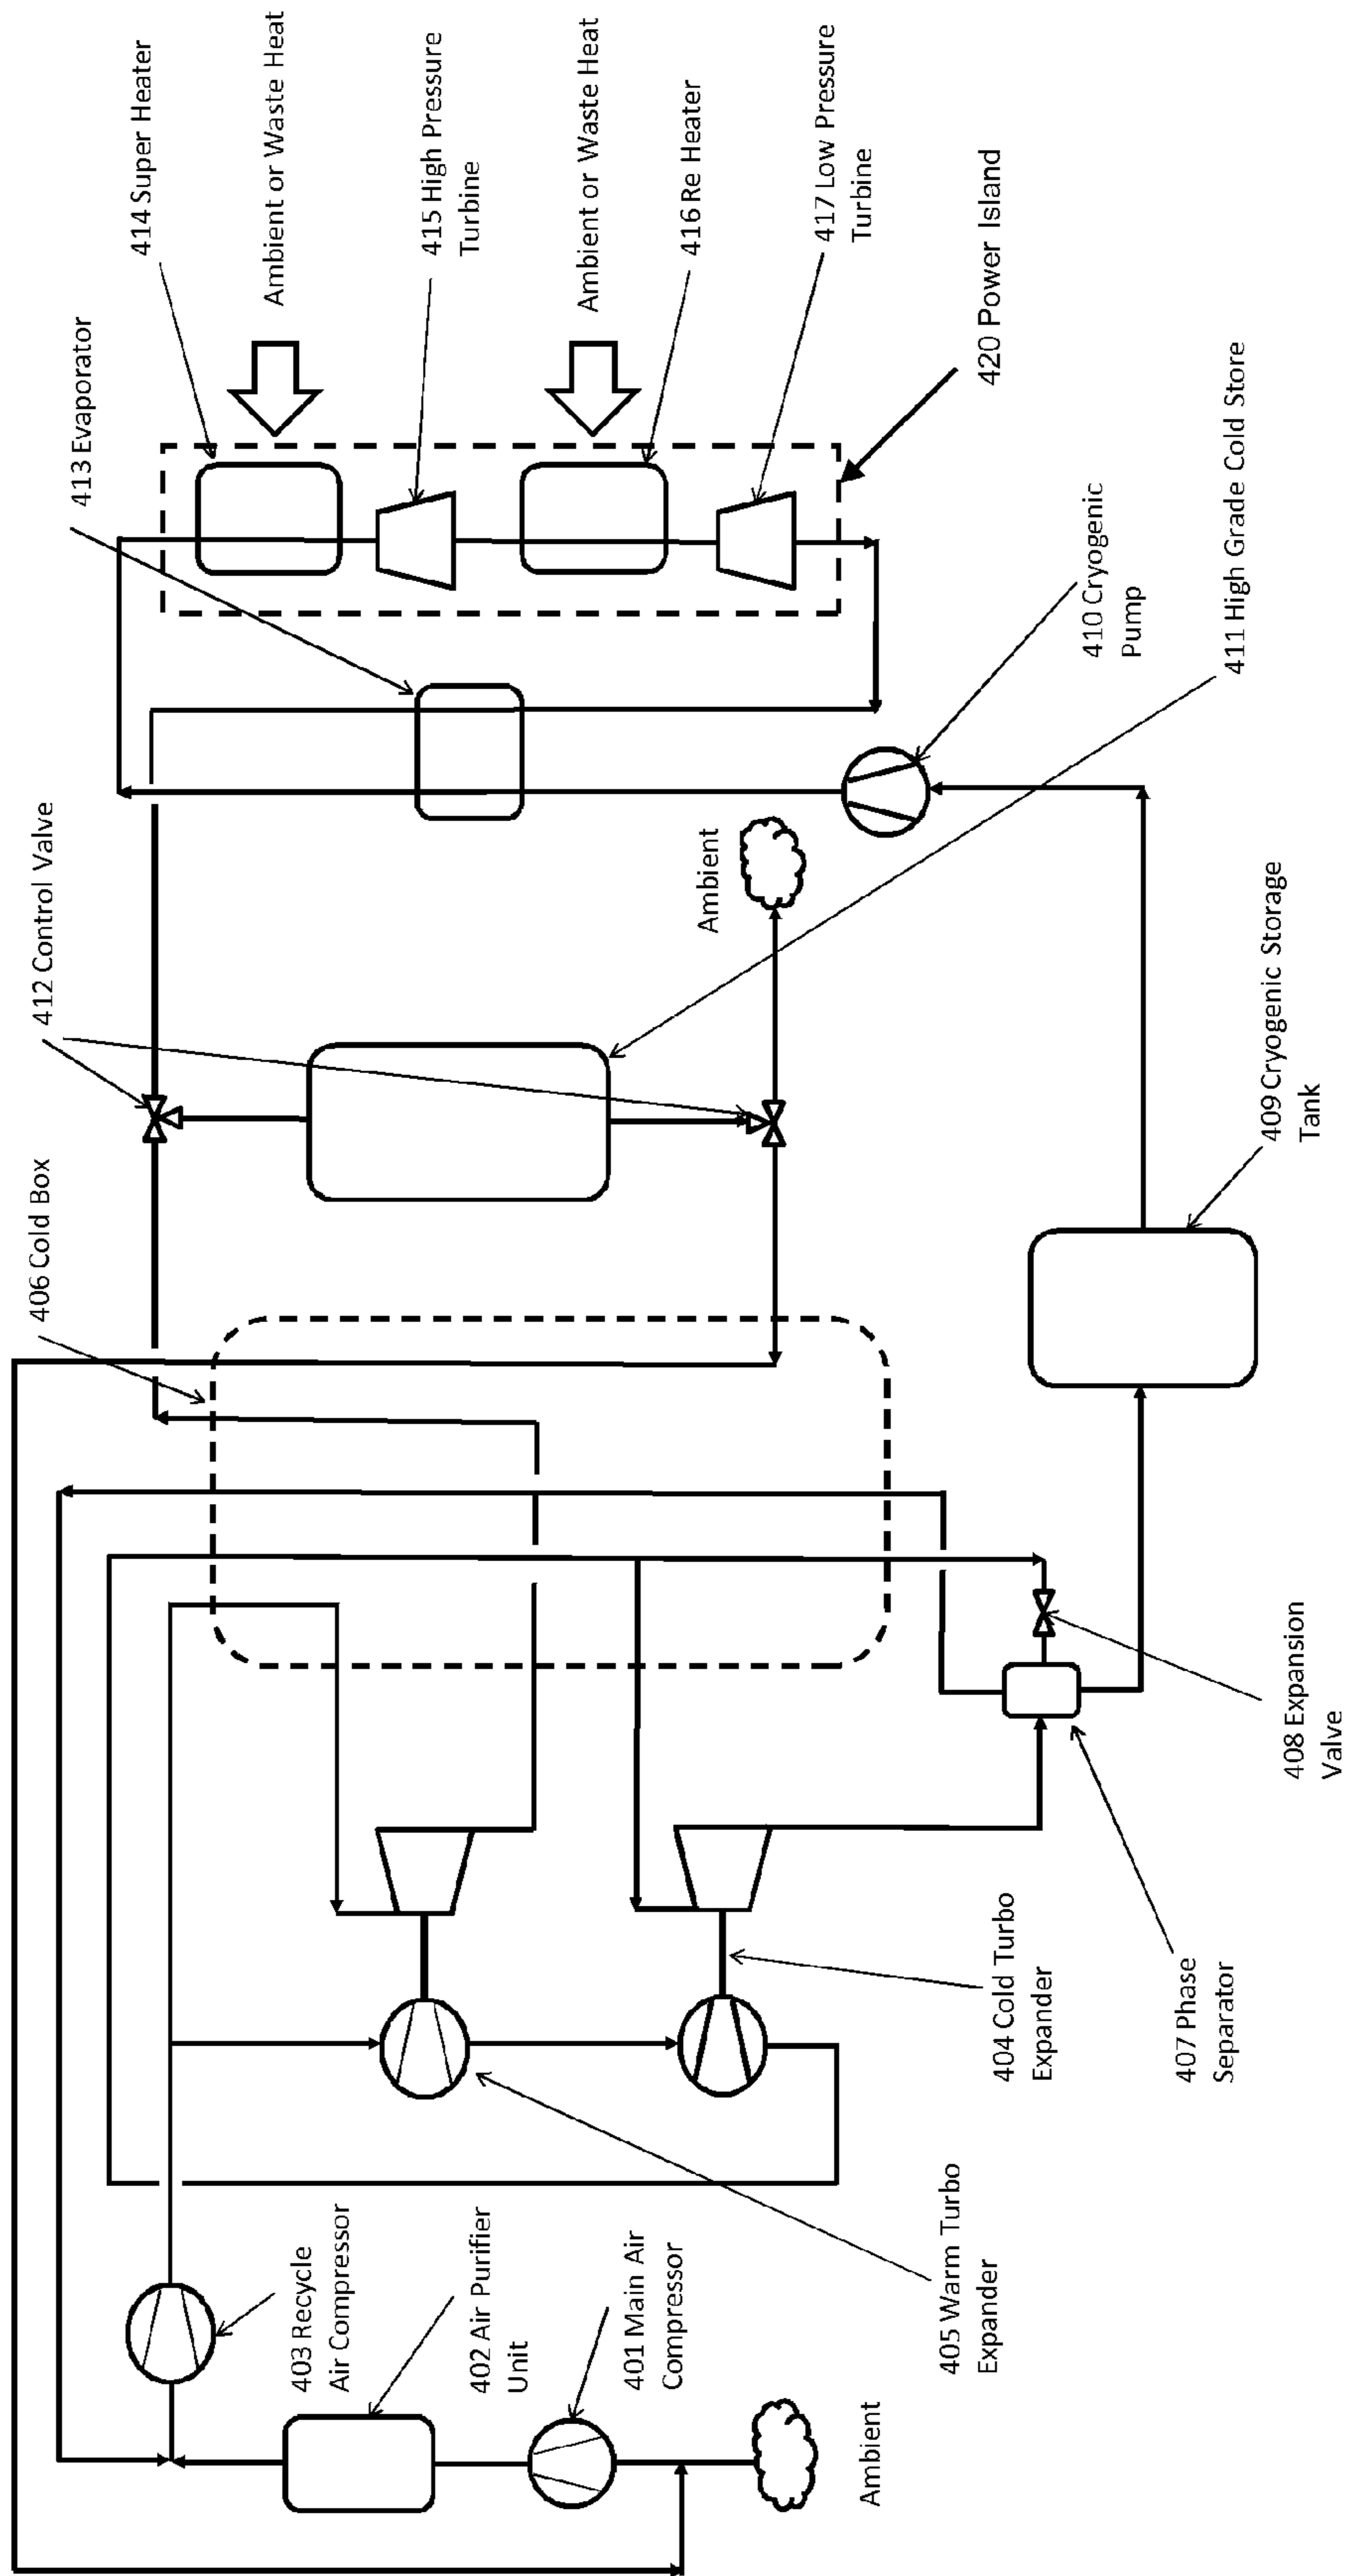 414 Super Heater
Ambient or Waste Heat
415 High Pressure
Turbine
Ambient or Waste Heat
416 Re Heater
417 Low Pressure
Turbine
420 Power Island
413 Evaporator
410 Cryogenic
Pump
411 High Grade Cold Store
412 Control Valve
Ambient
409 Cryogenic Storage
Tank
406 Cold Box
408 Expansion
Valve
404 Cold Turbo
Expander
407 Phase
Separator
403 Recycle
Air Compressor
402 Air Purifier
Unit
401 Main Air
Compressor
405 Warm Turbo
Expander
Ambient